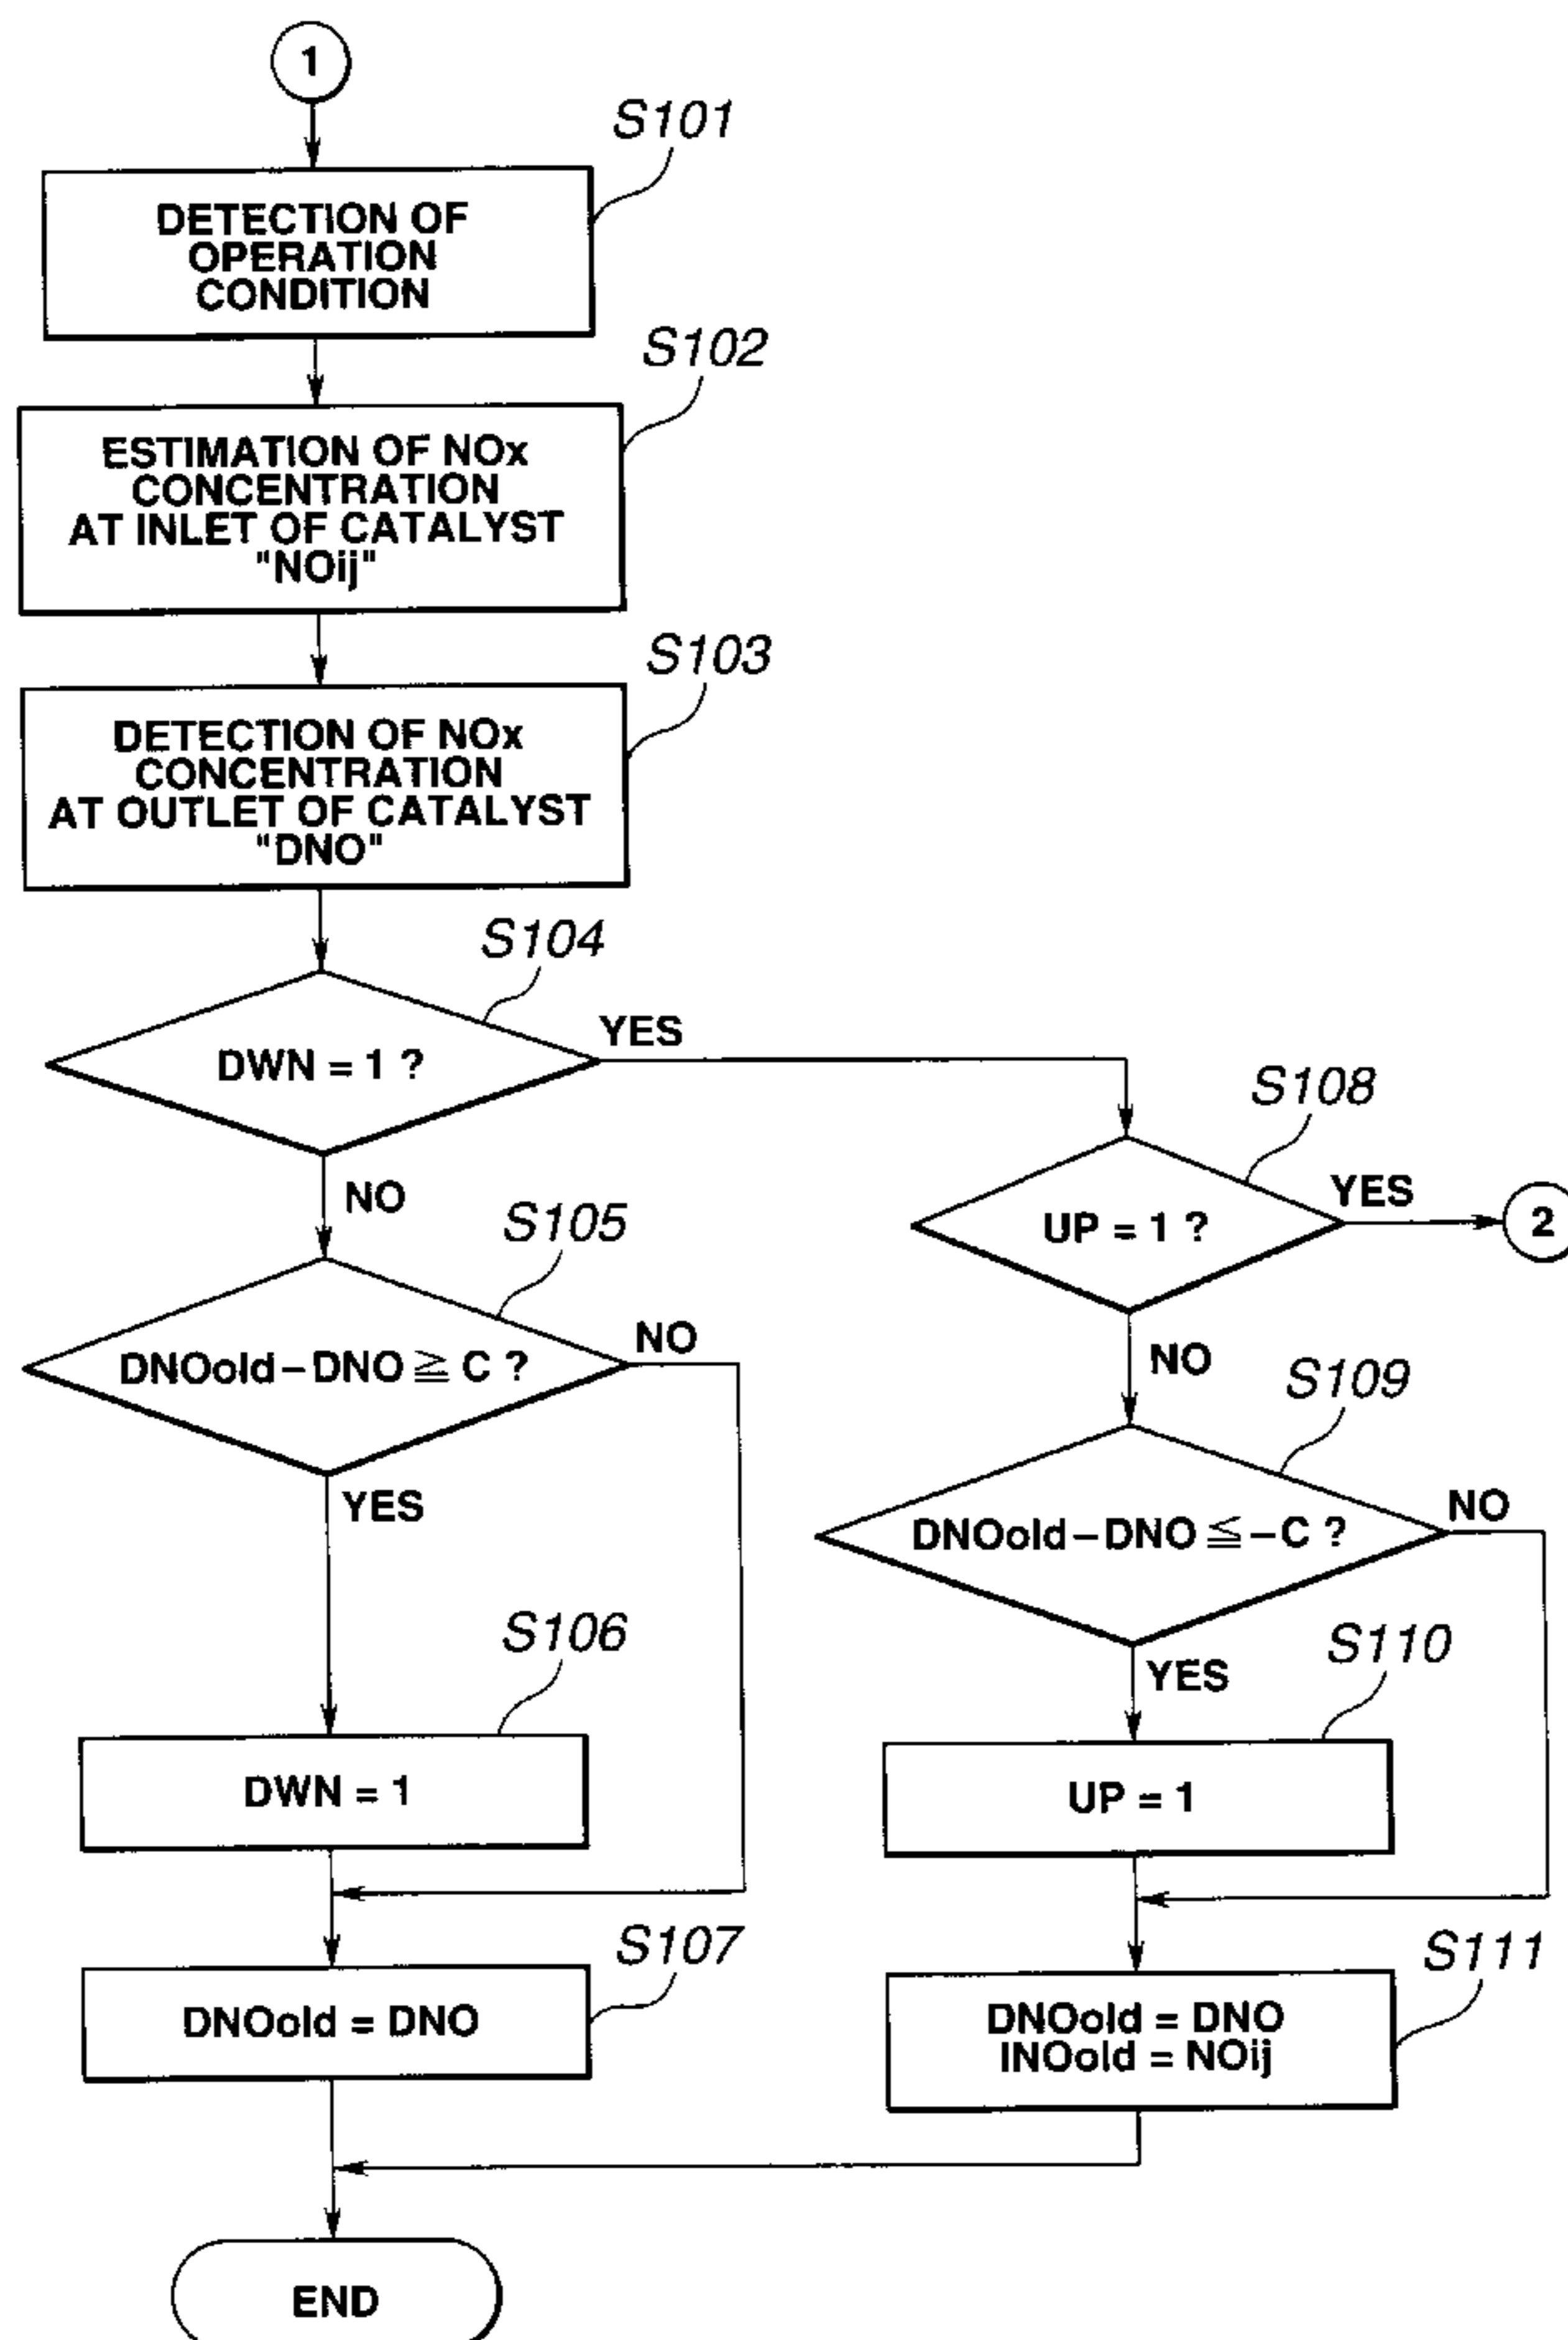 1
S101
DETECTION OF
OPERATION
CONDITION
S102
ESTIMATION OF NOx
CONCENTRATION
AT INLET OF CATALYST
"NOij"
S103
DETECTION OF NOx
CONCENTRATION
AT OUTLET OF CATALYST
"DNO"
S104
DWN = 1 ?
YES
NO
S108
UP = 1 ?
YES
2
NO
S105
DNOold – DNO ≧ C ?
NO
YES
S109
DNOold – DNO ≦ – C ?
NO
YES
S106
DWN = 1
S110
UP = 1
S107
DNOold = DNO
S111
DNOold = DNO
INOold = NOij
END